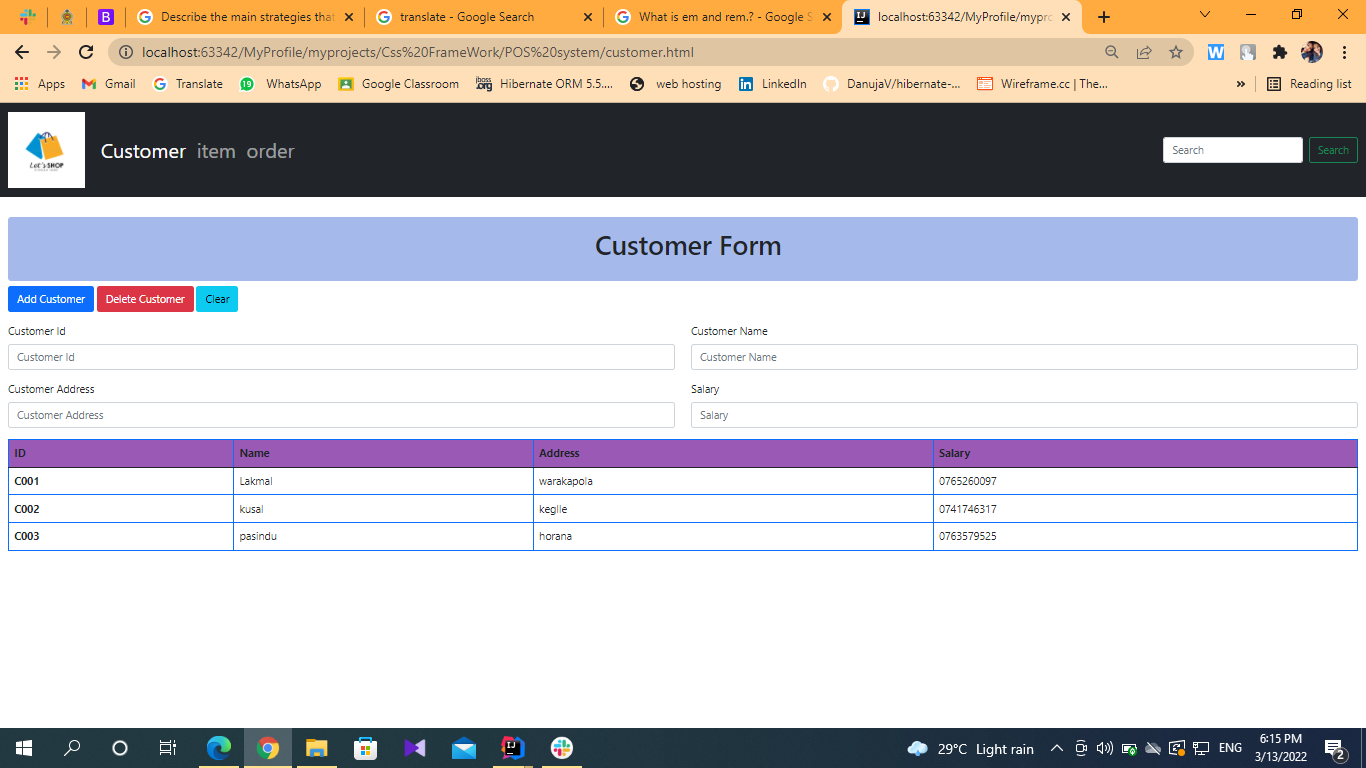 Describe the main strategies that
translate - Google Search
What is em and rem.? - Google S
localhost:63342/MyProfile/mypro
localhost:63342/MyProfile/myprojects/Css%20FrameWork/POS%20system/customer.html
Apps Gmail Translate 19 WhatsApp Google Classroom jboss.org Hibernate ORM 5.5.... web hosting LinkedIn DanujaV/hibernate-... Wireframe.cc | The... » Reading list
Let'sSHOP
Customer item order
Search Search
Customer Form
Add Customer Delete Customer Clear
Customer Id Customer Name
Customer Id Customer Name
Customer Address Salary
Customer Address Salary
ID Name Address Salary
C001 Lakmal warakapola 0765260097
C002 kusal keglle 0741746317
C003 pasindu horana 0763579525
29°C Light rain ENG
6:15 PM
3/13/2022
2